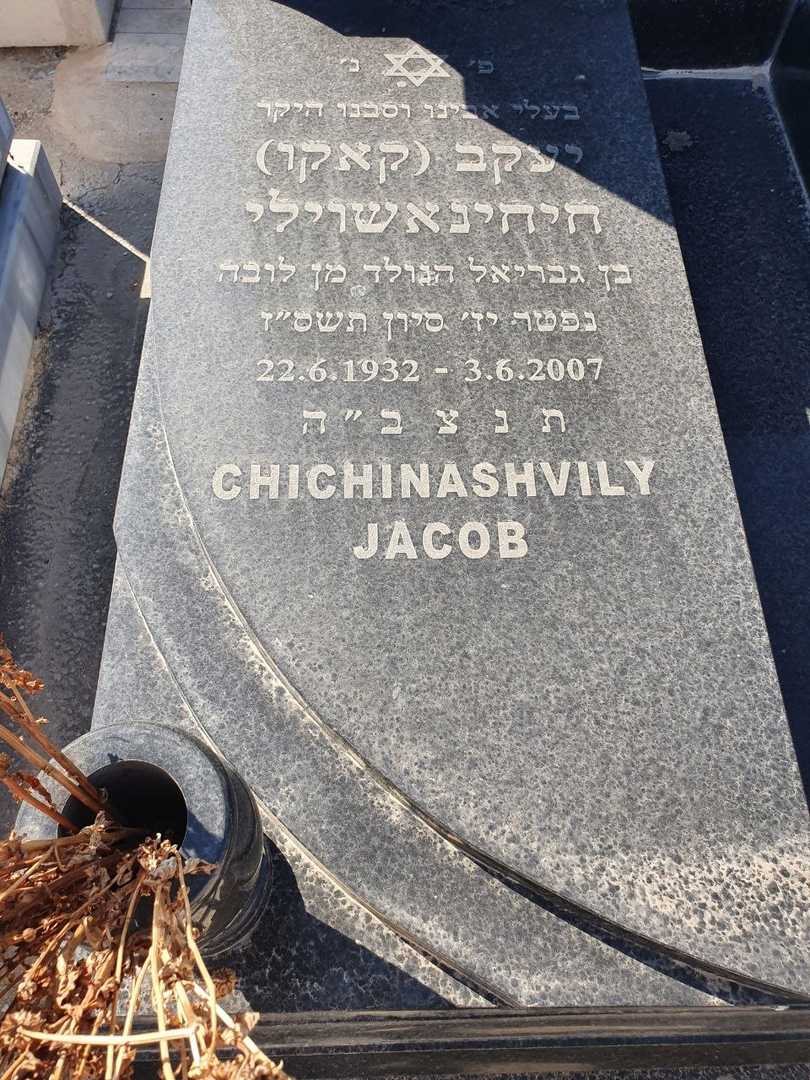 פ׳ נ׳
בעלי אבינו וסבנו היקר
יעקב (קאקו)
חיחינאשוילי
בן גבריאל הנולד מן לובה
נפטר יז׳ סיון תשס״ז
22.6.1932 - 3.6.2007
ת נ צ ב ״ ה
CHICHINASHVILY
JACOB